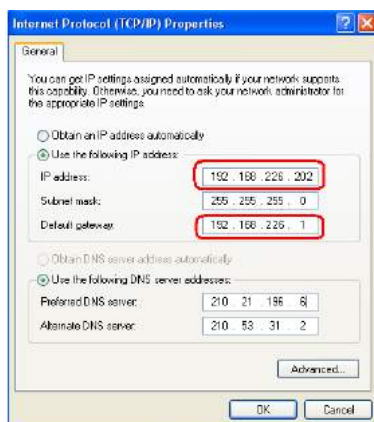 Internet Protocol (TCP/IP) Properties
General
You can get IP settings assigned automatically if your network supports
this capability. Otherwise, you need to ask your network administrator for
the appropriate IP settings.
Obtain an IP address automatically
Use the following IP address:
IP address: 192 . 168 . 226 . 202
Subnet mask: 255 . 255 . 255 . 0
Default gateway: 192 . 168 . 226 . 1
Obtain DNS server address automatically
Use the following DNS server addresses:
Preferred DNS server: 210 . 21 . 196 . 6
Alternate DNS server: 210 . 53 . 31 . 2
Advanced...
OK Cancel